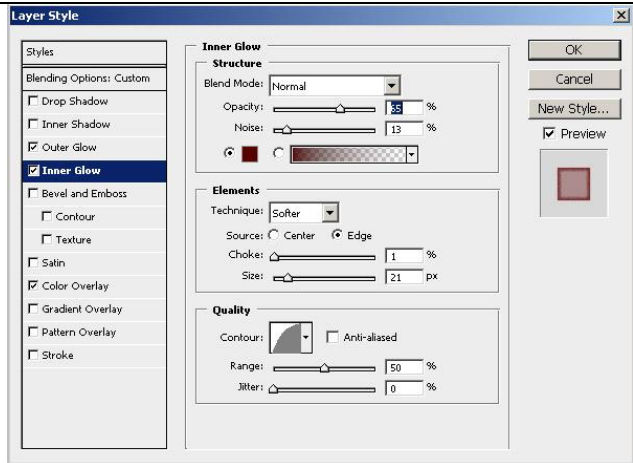 Layer Style
Styles
Blending Options: Custom
Drop Shadow
Inner Shadow
Outer Glow
Inner Glow
Bevel and Emboss
Contour
Texture
Satin
Color Overlay
Gradient Overlay
Pattern Overlay
Stroke
Inner Glow
Structure
Blend Mode: Normal
Opacity: 65 %
Noise: 13 %
Elements
Technique: Softer
Source: Center Edge
Choke: 1 %
Size: 21 px
Quality
Contour: Anti-aliased
Range: 50 %
Jitter: 0 %
OK
Cancel
New Style...
Preview